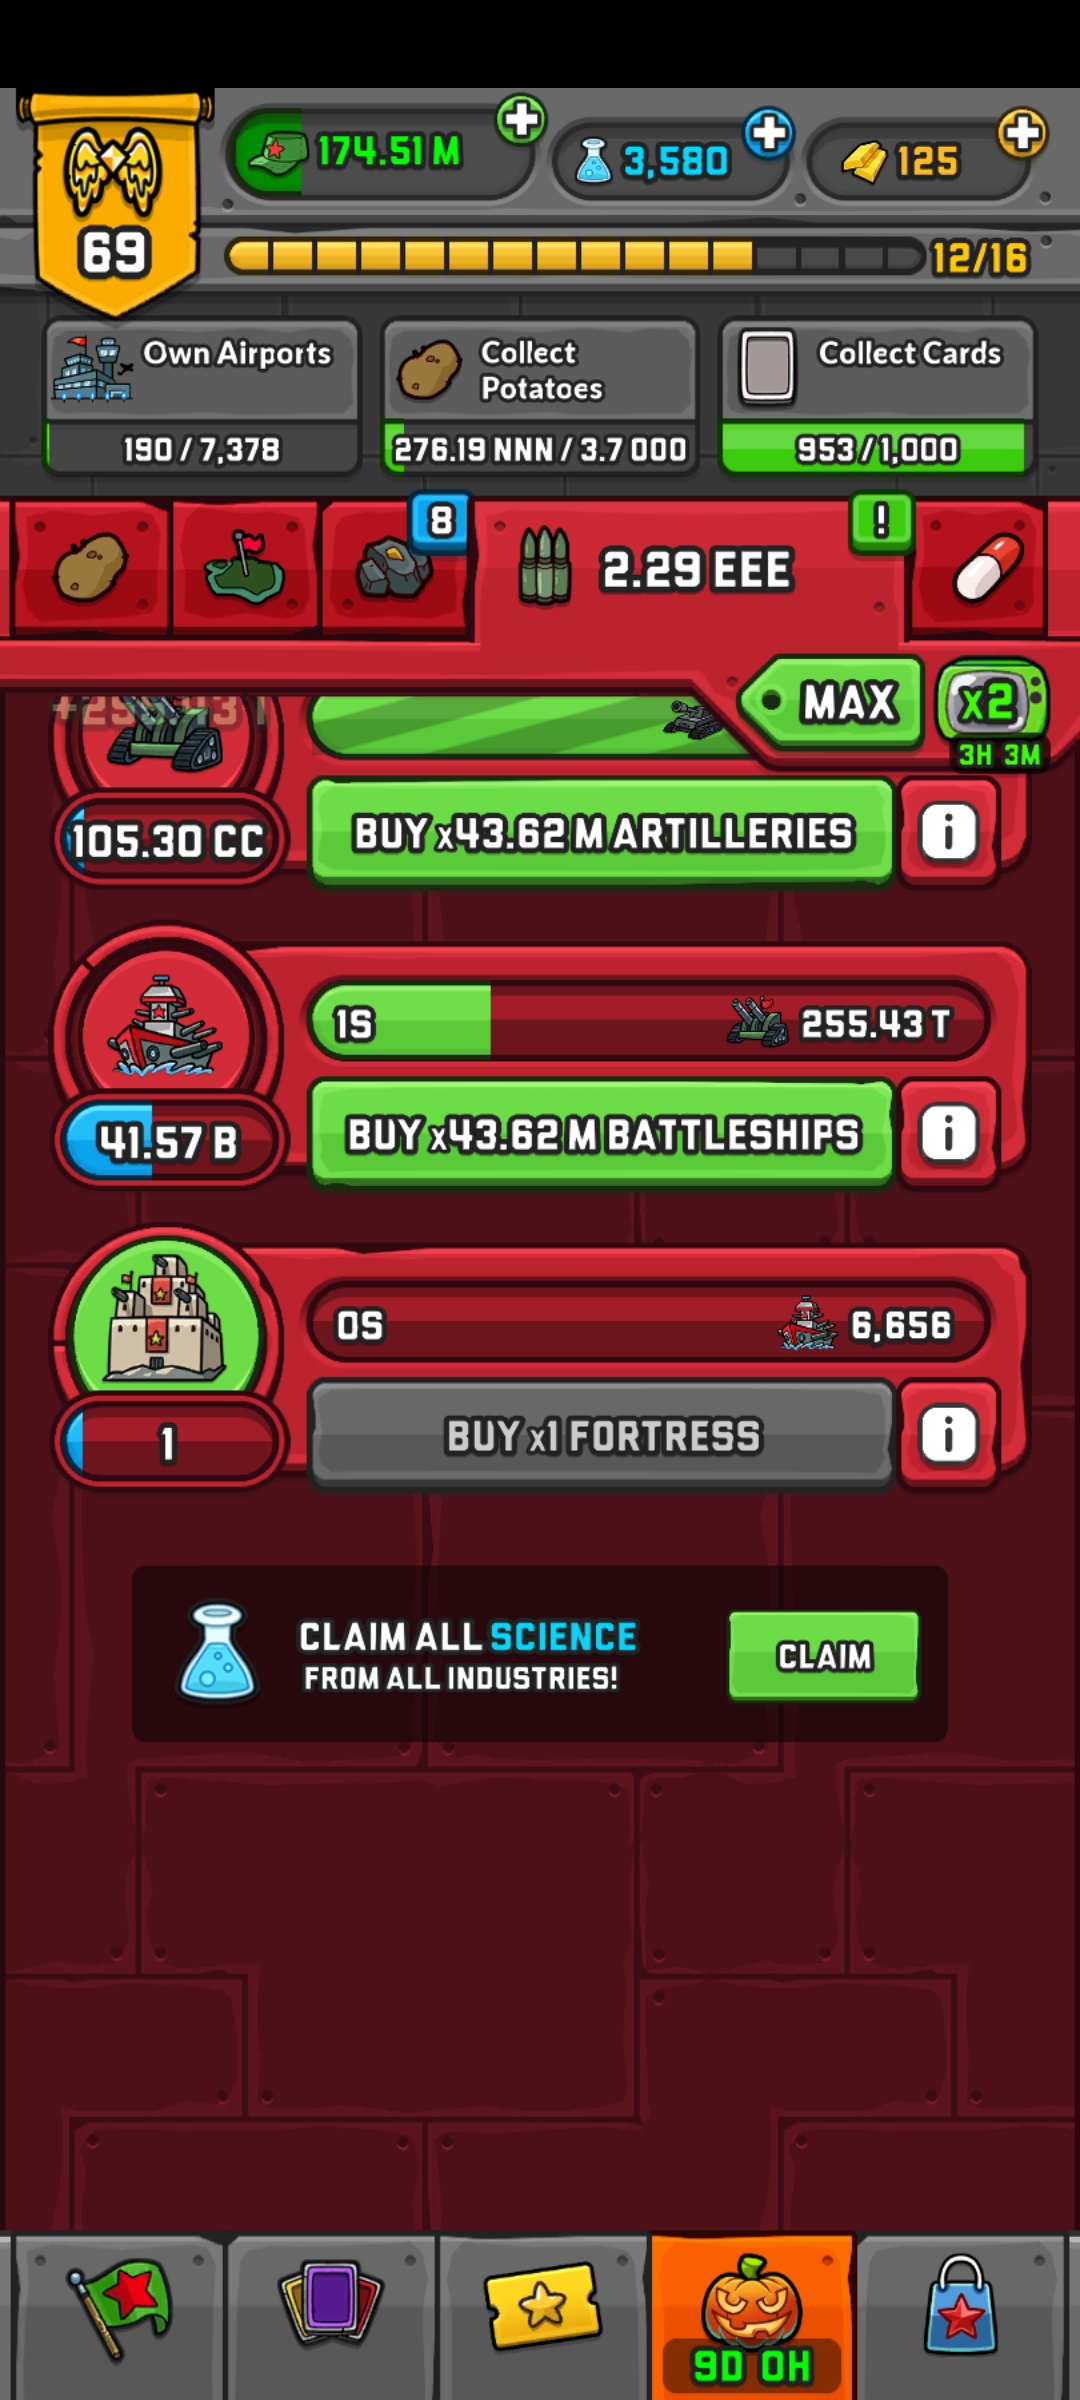 69
174.51 M
3,580
125
12/16
Own Airports
190 / 7,378
Collect
Potatoes
276.19 NNN / 3.7 OOO
Collect Cards
953 / 1,000
8
2.29 EEE
!
MAX
x2
3H 3M
105.30 CC
BUY x43.62 M ARTILLERIES
i
1S
255.43 T
41.57 B
BUY x43.62 M BATTLESHIPS
i
0S
6,656
1
BUY x1 FORTRESS
i
CLAIM ALL SCIENCE
FROM ALL INDUSTRIES!
CLAIM
9D 0H